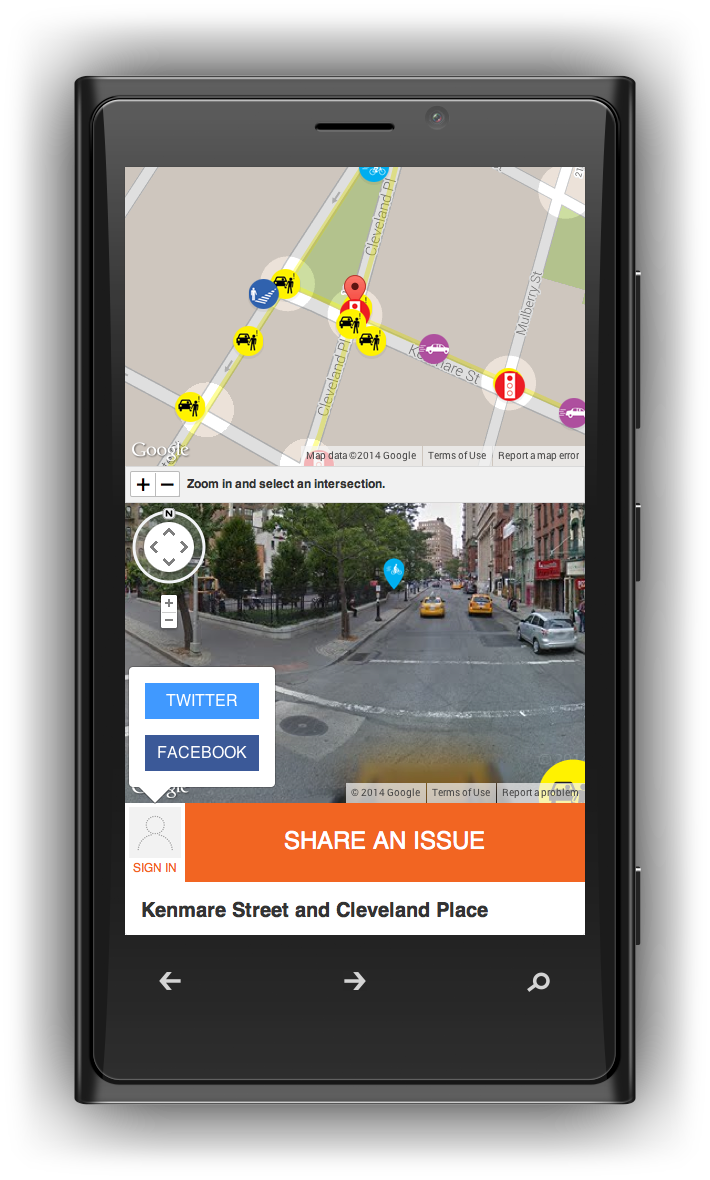 Cleveland Pl
21
Mulberry St
Kenmare St
Cleveland Pl
Google
Map data ©2014 Google
Terms of Use
Report a map error
+ −
Zoom in and select an intersection.
N
+
−
TWITTER
FACEBOOK
Google
© 2014 Google
Terms of Use
Report a problem
SHARE AN ISSUE
SIGN IN
Kenmare Street and Cleveland Place